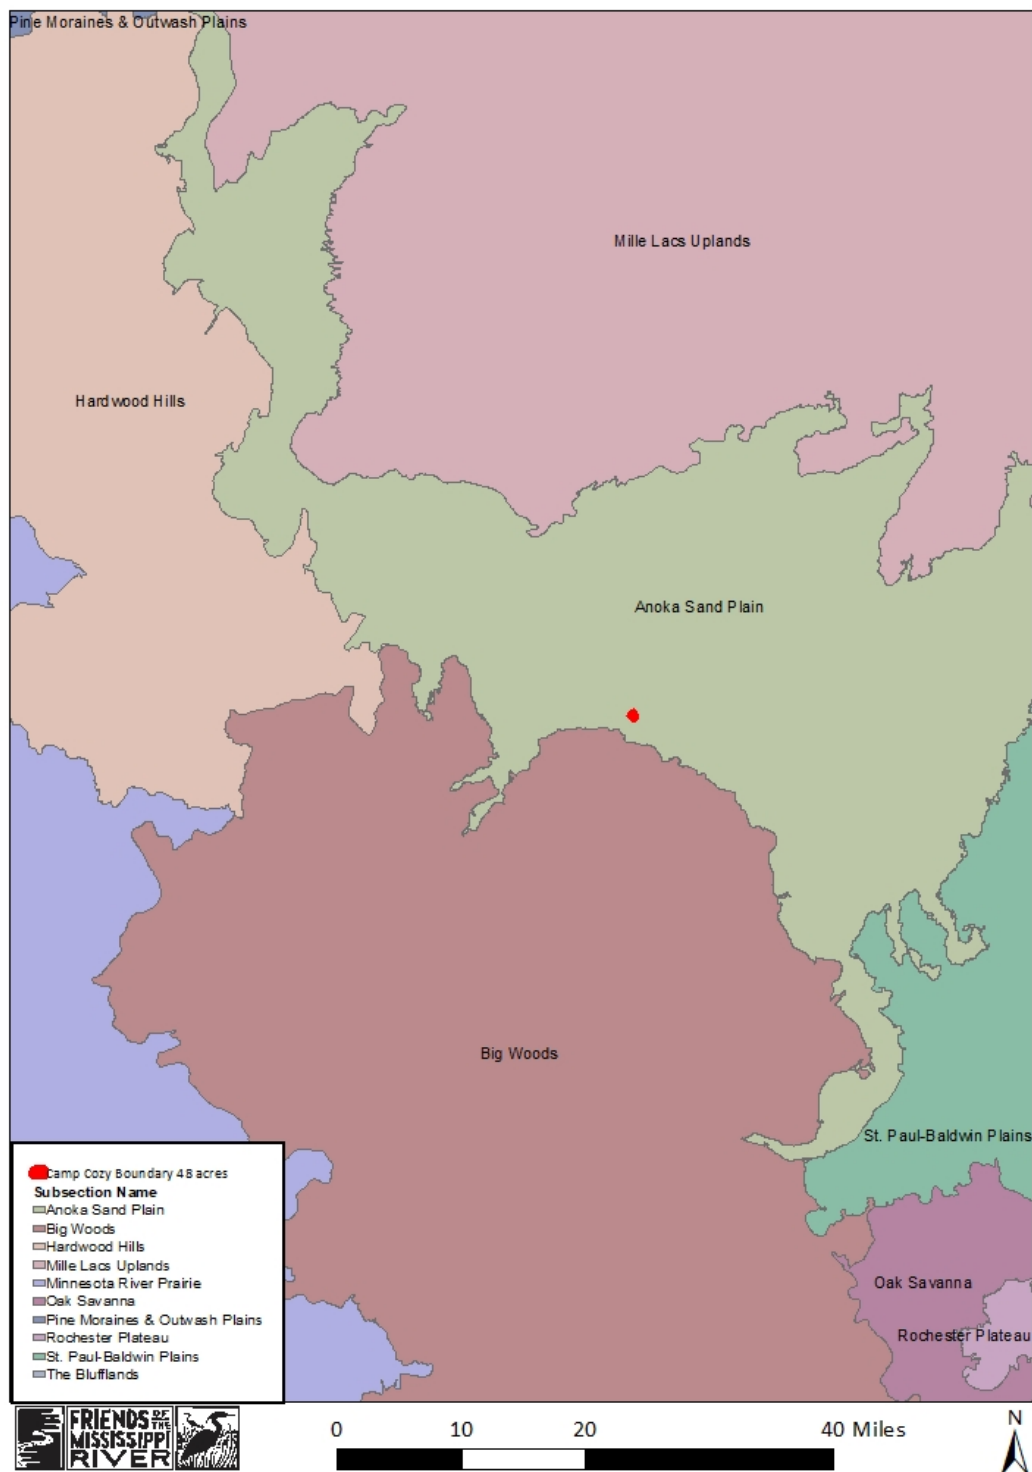 Pine Moraines & Outwash Plains
Mille Lacs Uplands
Hardwood Hills
Anoka Sand Plain
Big Woods
St. Paul-Baldwin Plains
Oak Savanna
Rochester Plateau
Camp Cozy Boundary 48 acres
Subsection Name
Anoka Sand Plain
Big Woods
Hardwood Hills
Mille Lacs Uplands
Minnesota River Prairie
Oak Savanna
Pine Moraines & Outwash Plains
Rochester Plateau
St. Paul-Baldwin Plains
The Blufflands
FRIENDS OF THE
MISSISSIPPI
RIVER
0 10 20 40 Miles
N